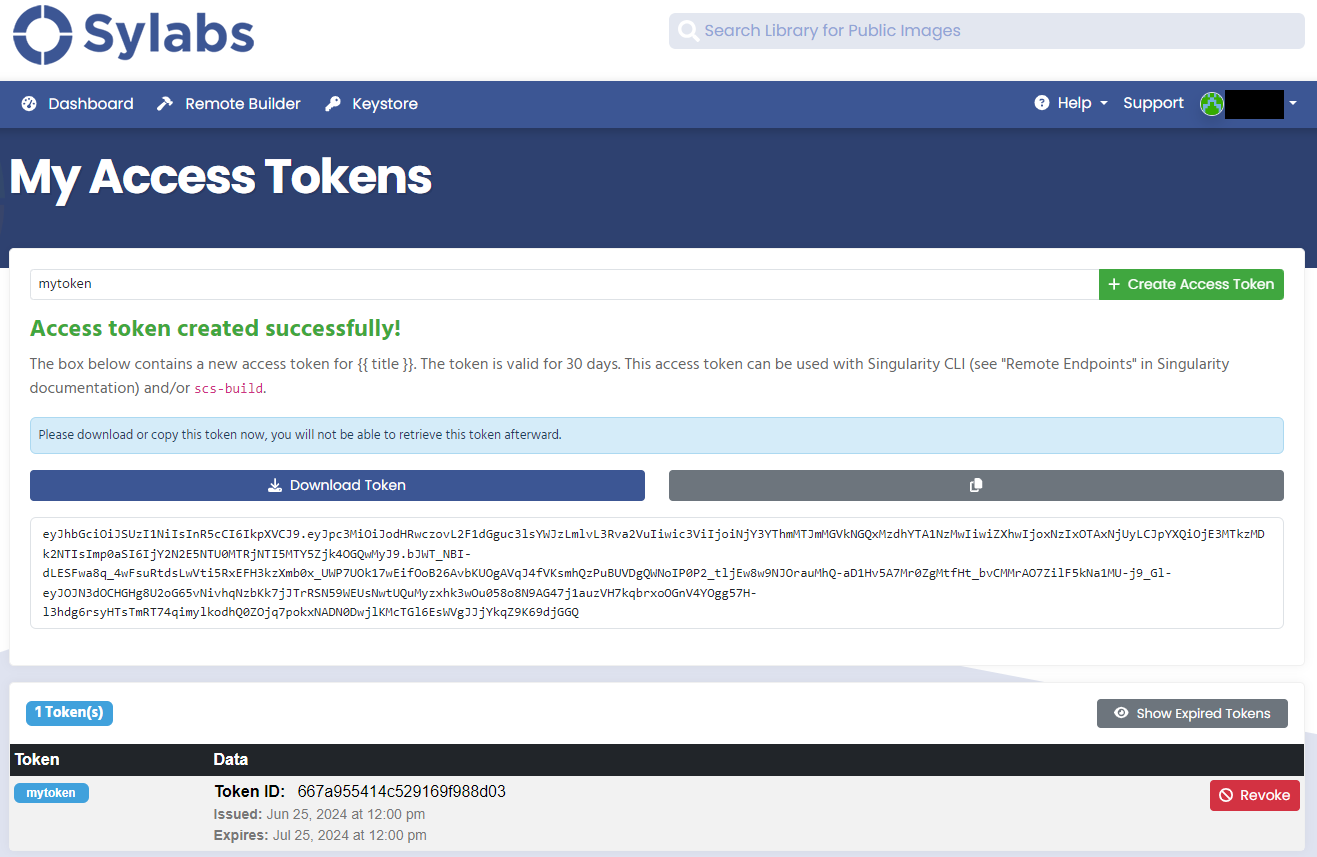 Sylabs
Search Library for Public Images
Dashboard
Remote Builder
Keystore
Help
Support
My Access Tokens
mytoken
Create Access Token
Access token created successfully!
The box below contains a new access token for {{ title }}. The token is valid for 30 days. This access token can be used with Singularity CLI (see "Remote Endpoints" in Singularity
documentation) and/or scs-build.
Please download or copy this token now, you will not be able to retrieve this token afterward.
Download Token
eyJhbGciOiJSUzI1NiIsInR5cCI6IkpXVCJ9.eyJpc3MiOiJodHRwczovL2F1dGguc3lsYWJzLmlvL3Rva2VuIiwic3ViIjoiNjY3YThmMTJmMGVkNGQxMzdhYTA1NzMwIiwiZXhwIjoxNzIxOTAxNjUyLCJpYXQiOjE3MTkzMD
k2NTIsImp0aSI6IjY2N2E5NTU0MTRjNTI5MTY5Zjk4OGQwMyJ9.bJWT_NBI-
dLESFwa8q_4wFsuRtdsLwVti5RxEFH3kzXmb0x_UWP7UOk17wEifOoB26AvbKUOgAVqJ4fVKsmhQzPuBUVDgQWNoIP0P2_tljEw8w9NJOrauMhQ-aD1Hv5A7Mr0ZgMtfHt_bvCMMrAO7ZilF5kNa1MU-j9_Gl-
eyJOJN3dOCHGHg8U2oG65vNivhqNzbKk7jJTrRSN59WEUsNwtUQuMyzxhk3wOu058o8N9AG47j1auzVH7kqbrxoOGnV4YOgg57H-
l3hdg6rsyHTsTmRT74qimylkodhQ0ZOjq7pokxNADN0DwjlKMcTGl6EsWVgJJjYkqZ9K69djGGQ
1 Token(s)
Show Expired Tokens
Token
Data
mytoken
Token ID: 667a955414c529169f988d03
Revoke
Issued: Jun 25, 2024 at 12:00 pm
Expires: Jul 25, 2024 at 12:00 pm